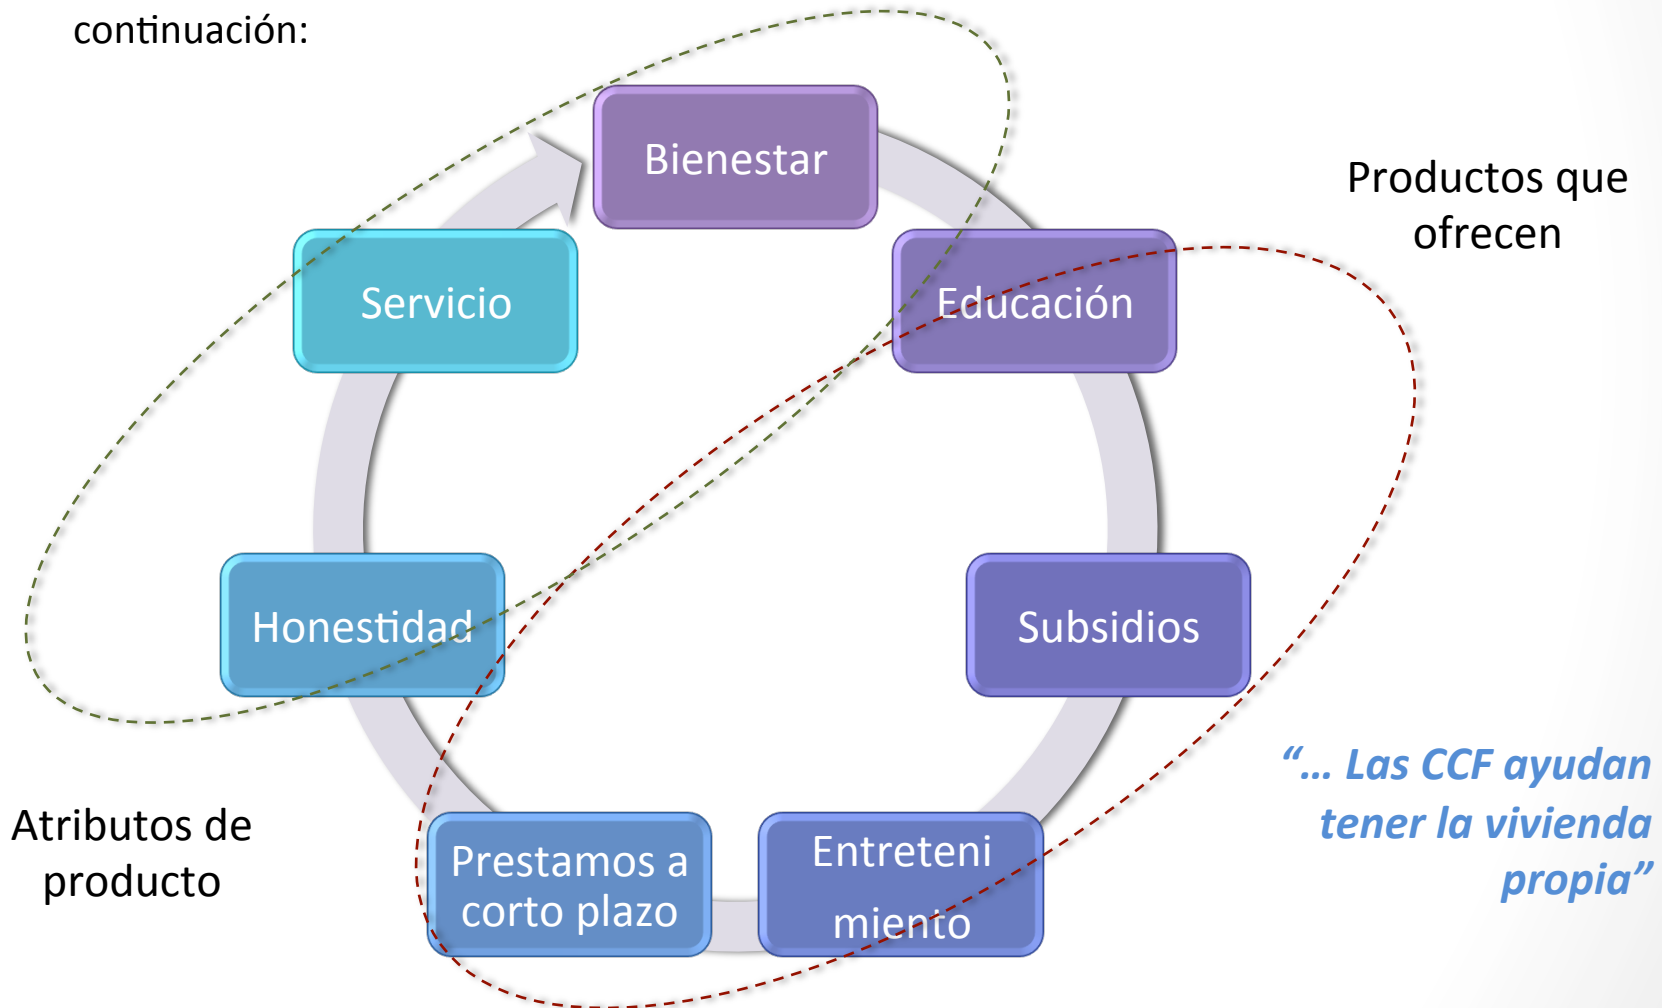 continuación:
Bienestar
Productos que
ofrecen
Servicio
Educación
Honestidad
Subsidios
“... Las CCF ayudan
tener la vivienda
propia”
Atributos de
producto
Prestamos a
corto plazo
Entreteni
miento